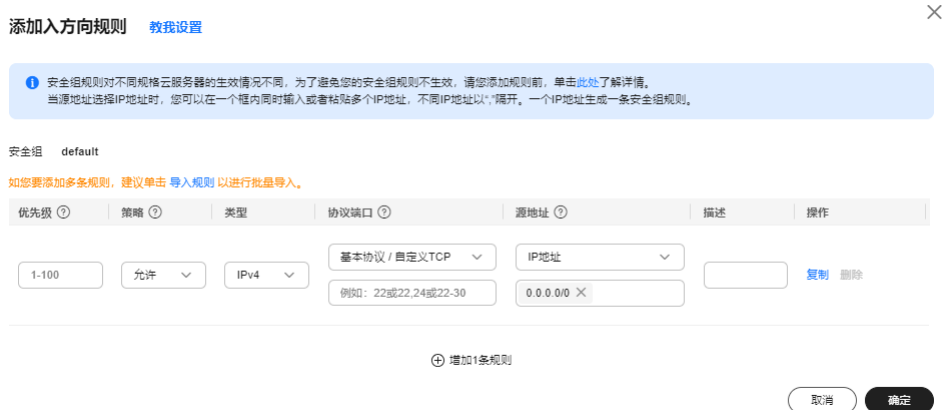 添加入方向规则 教我设置
安全组规则对不同规格云服务器的生效情况不同，为了避免您的安全组规则不生效，请您添加规则前，单击此处了解详情。
当源地址选择IP地址时，您可以在一个框内同时输入或者粘贴多个IP地址，不同IP地址以“,”隔开。一个IP地址生成一条安全组规则。
安全组 default
如您要添加多条规则，建议单击 导入规则 以进行批量导入。
优先级 ? 策略 ? 类型 协议端口 ? 源地址 ? 描述 操作
基本协议 / 自定义TCP IP地址
1-100 允许 IPv4 复制 删除
例如：22或22,24或22-30 0.0.0.0/0
增加1条规则
取消 确定